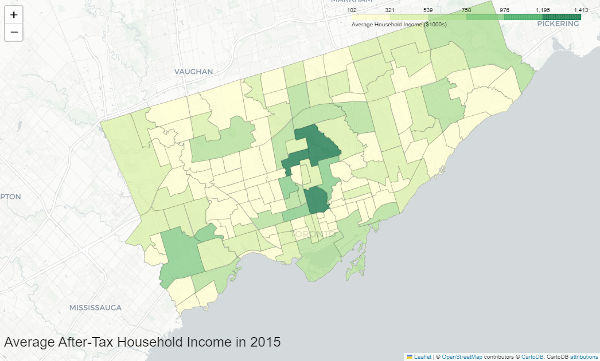 MARKHAM
102 321 539 758 976 1,195 1,413
Average Household Income ($1000s)
+
−
PICKERING
VAUGHAN
PTON
TORONTO
MISSISSAUGA
Average After-Tax Household Income in 2015
Leaflet | © OpenStreetMap contributors © CartoDB, CartoDB attributions